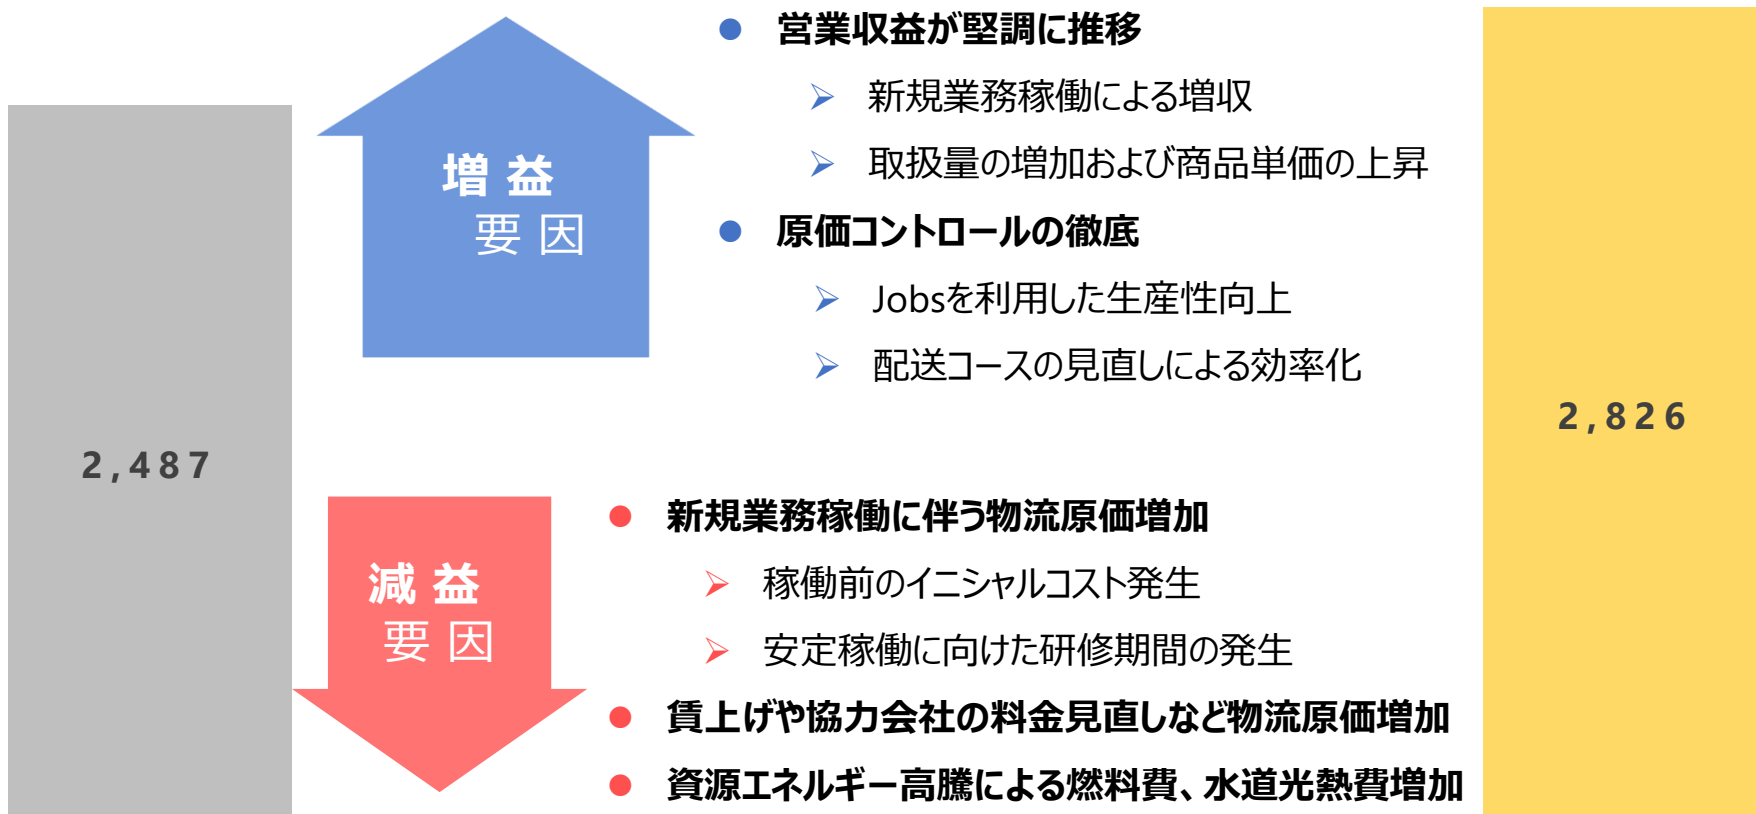 2,487
増益
要因
営業収益が堅調に推移
新規業務稼働による増収
取扱量の増加および商品単価の上昇
原価コントロールの徹底
Jobsを利用した生産性向上
配送コースの見直しによる効率化
減益
要因
新規業務稼働に伴う物流原価増加
稼働前のイニシャルコスト発生
安定稼働に向けた研修期間の発生
賃上げや協力会社の料金見直しなど物流原価増加
資源エネルギー高騰による燃料費、水道光熱費増加
2,826